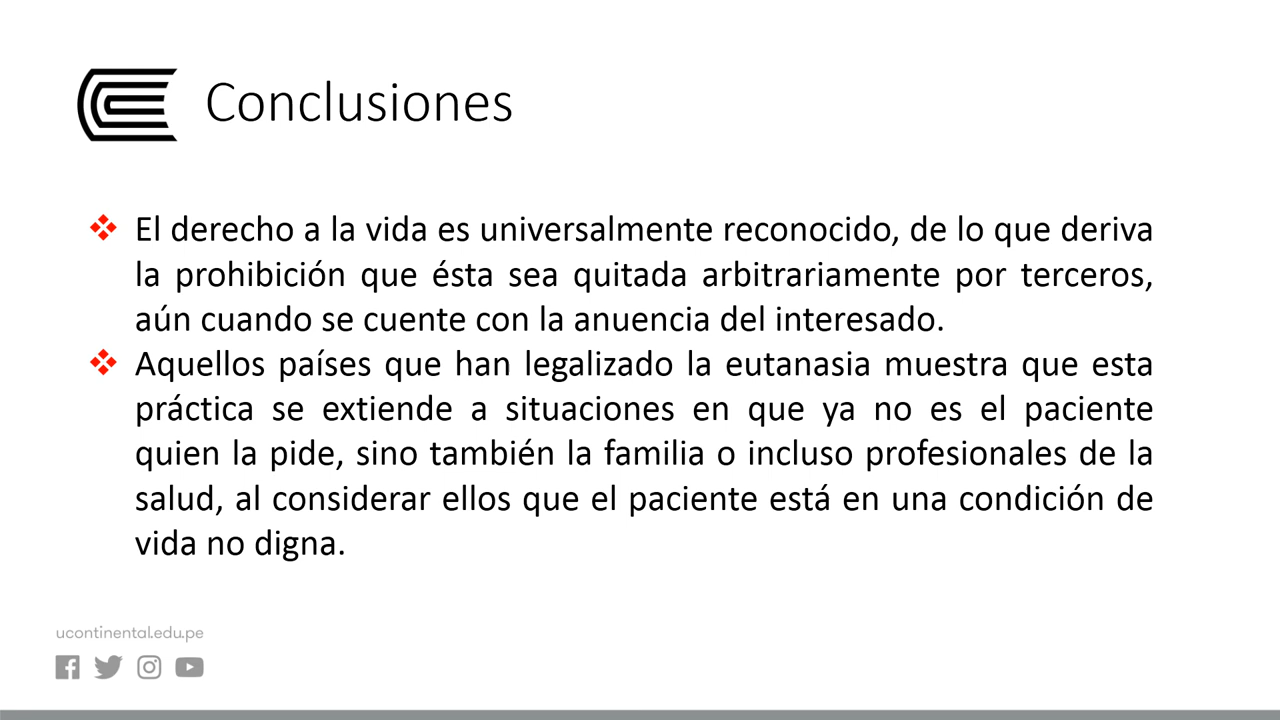 Conclusiones
El derecho a la vida es universalmente reconocido, de lo que deriva
la prohibición que ésta sea quitada arbitrariamente por terceros,
aún cuando se cuente con la anuencia del interesado.
Aquellos países que han legalizado la eutanasia muestra que esta
práctica se extiende a situaciones en que ya no es el paciente
quien la pide, sino también la familia o incluso profesionales de la
salud, al considerar ellos que el paciente está en una condición de
vida no digna.
ucontinental.edu.pe